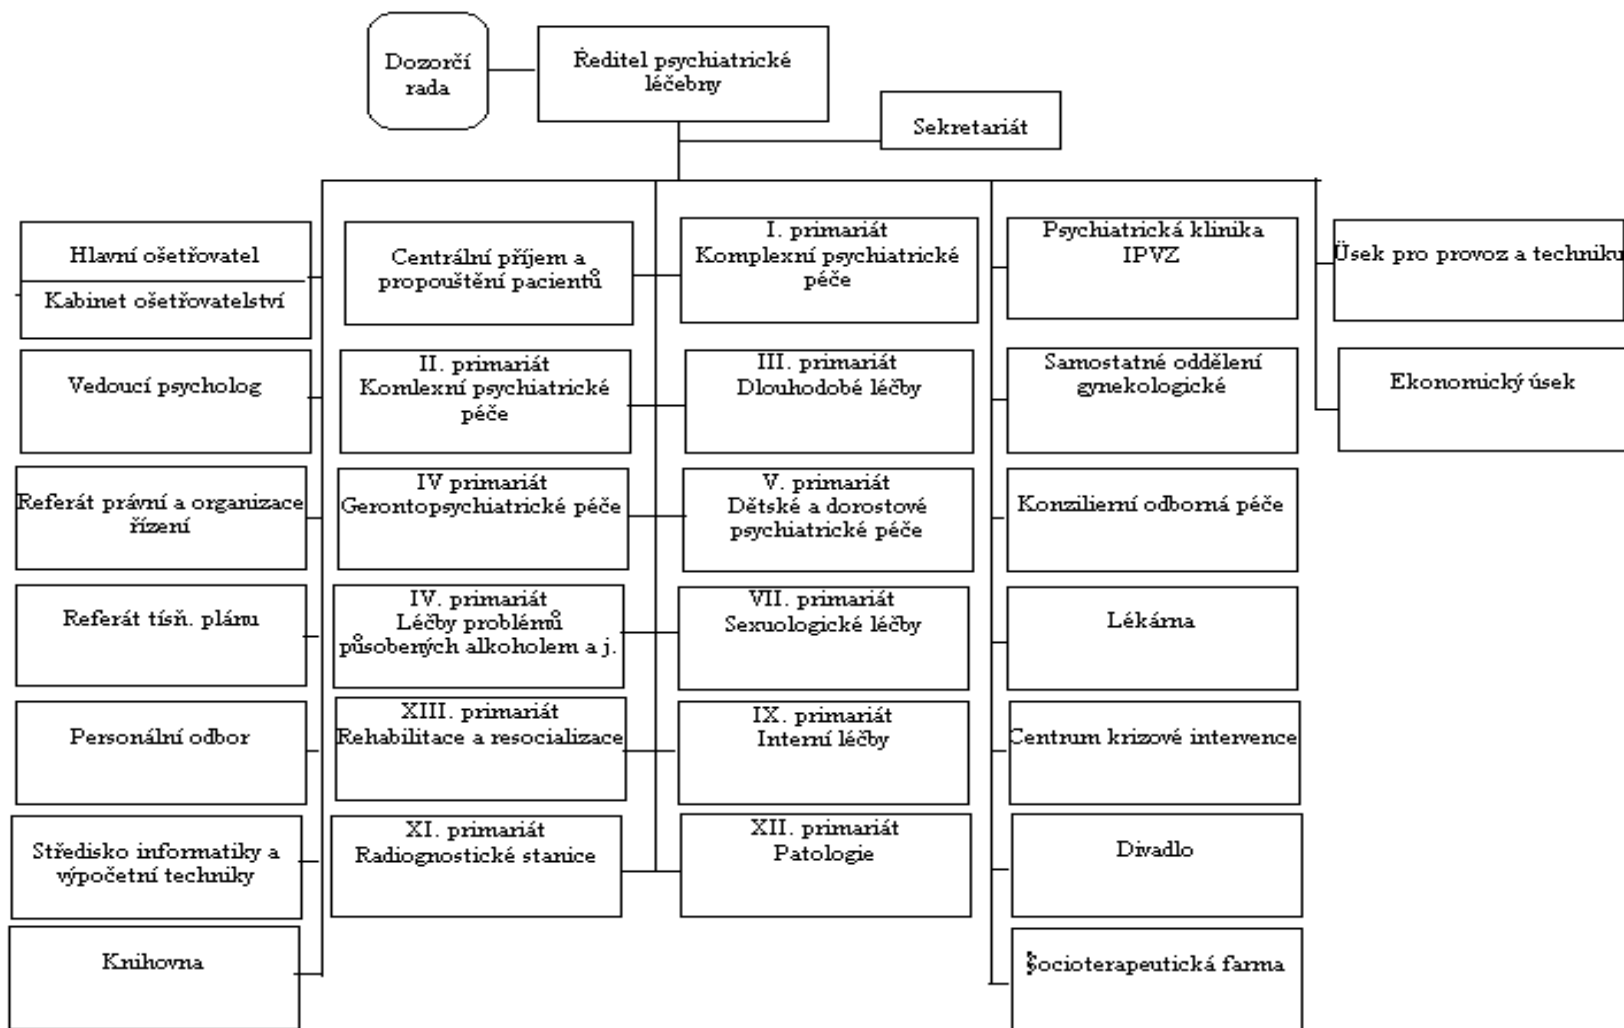 Dozorčí
rada
Ředitel psychiatrické
léčebny
Sekretariát
Hlavní ošetřovatel
Kabinet ošetřovatelství
Centrální příjem a
propouštění pacientů
I. primariát
Komplexní psychiatrické
péče
Psychiatrická klinika
IPVZ
Úsek pro provoz a techniku
Vedoucí psycholog
II. primariát
Komlexní psychiatrické
péče
III. primariát
Dlouhodobé léčby
Samostatné oddělení
gynekologické
Ekonomický úsek
Referát právní a organizace
řízení
IV primariát
Gerontopsychiatrické péče
V. primariát
Dětské a dorostové
psychiatrické péče
Konzilierní odborná péče
Referát tísň. plánu
IV. primariát
Léčby problémů
působených alkoholem a j.
VII. primariát
Sexuologické léčby
Lékárna
Personální odbor
XIII. primariát
Rehabilitace a resocializace
IX. primariát
Interní léčby
Centrum krizové intervence
Středisko informatiky a
výpočetní techniky
XI. primariát
Radiognostické stanice
XII. primariát
Patologie
Divadlo
Knihovna
Socioterapeutická farma